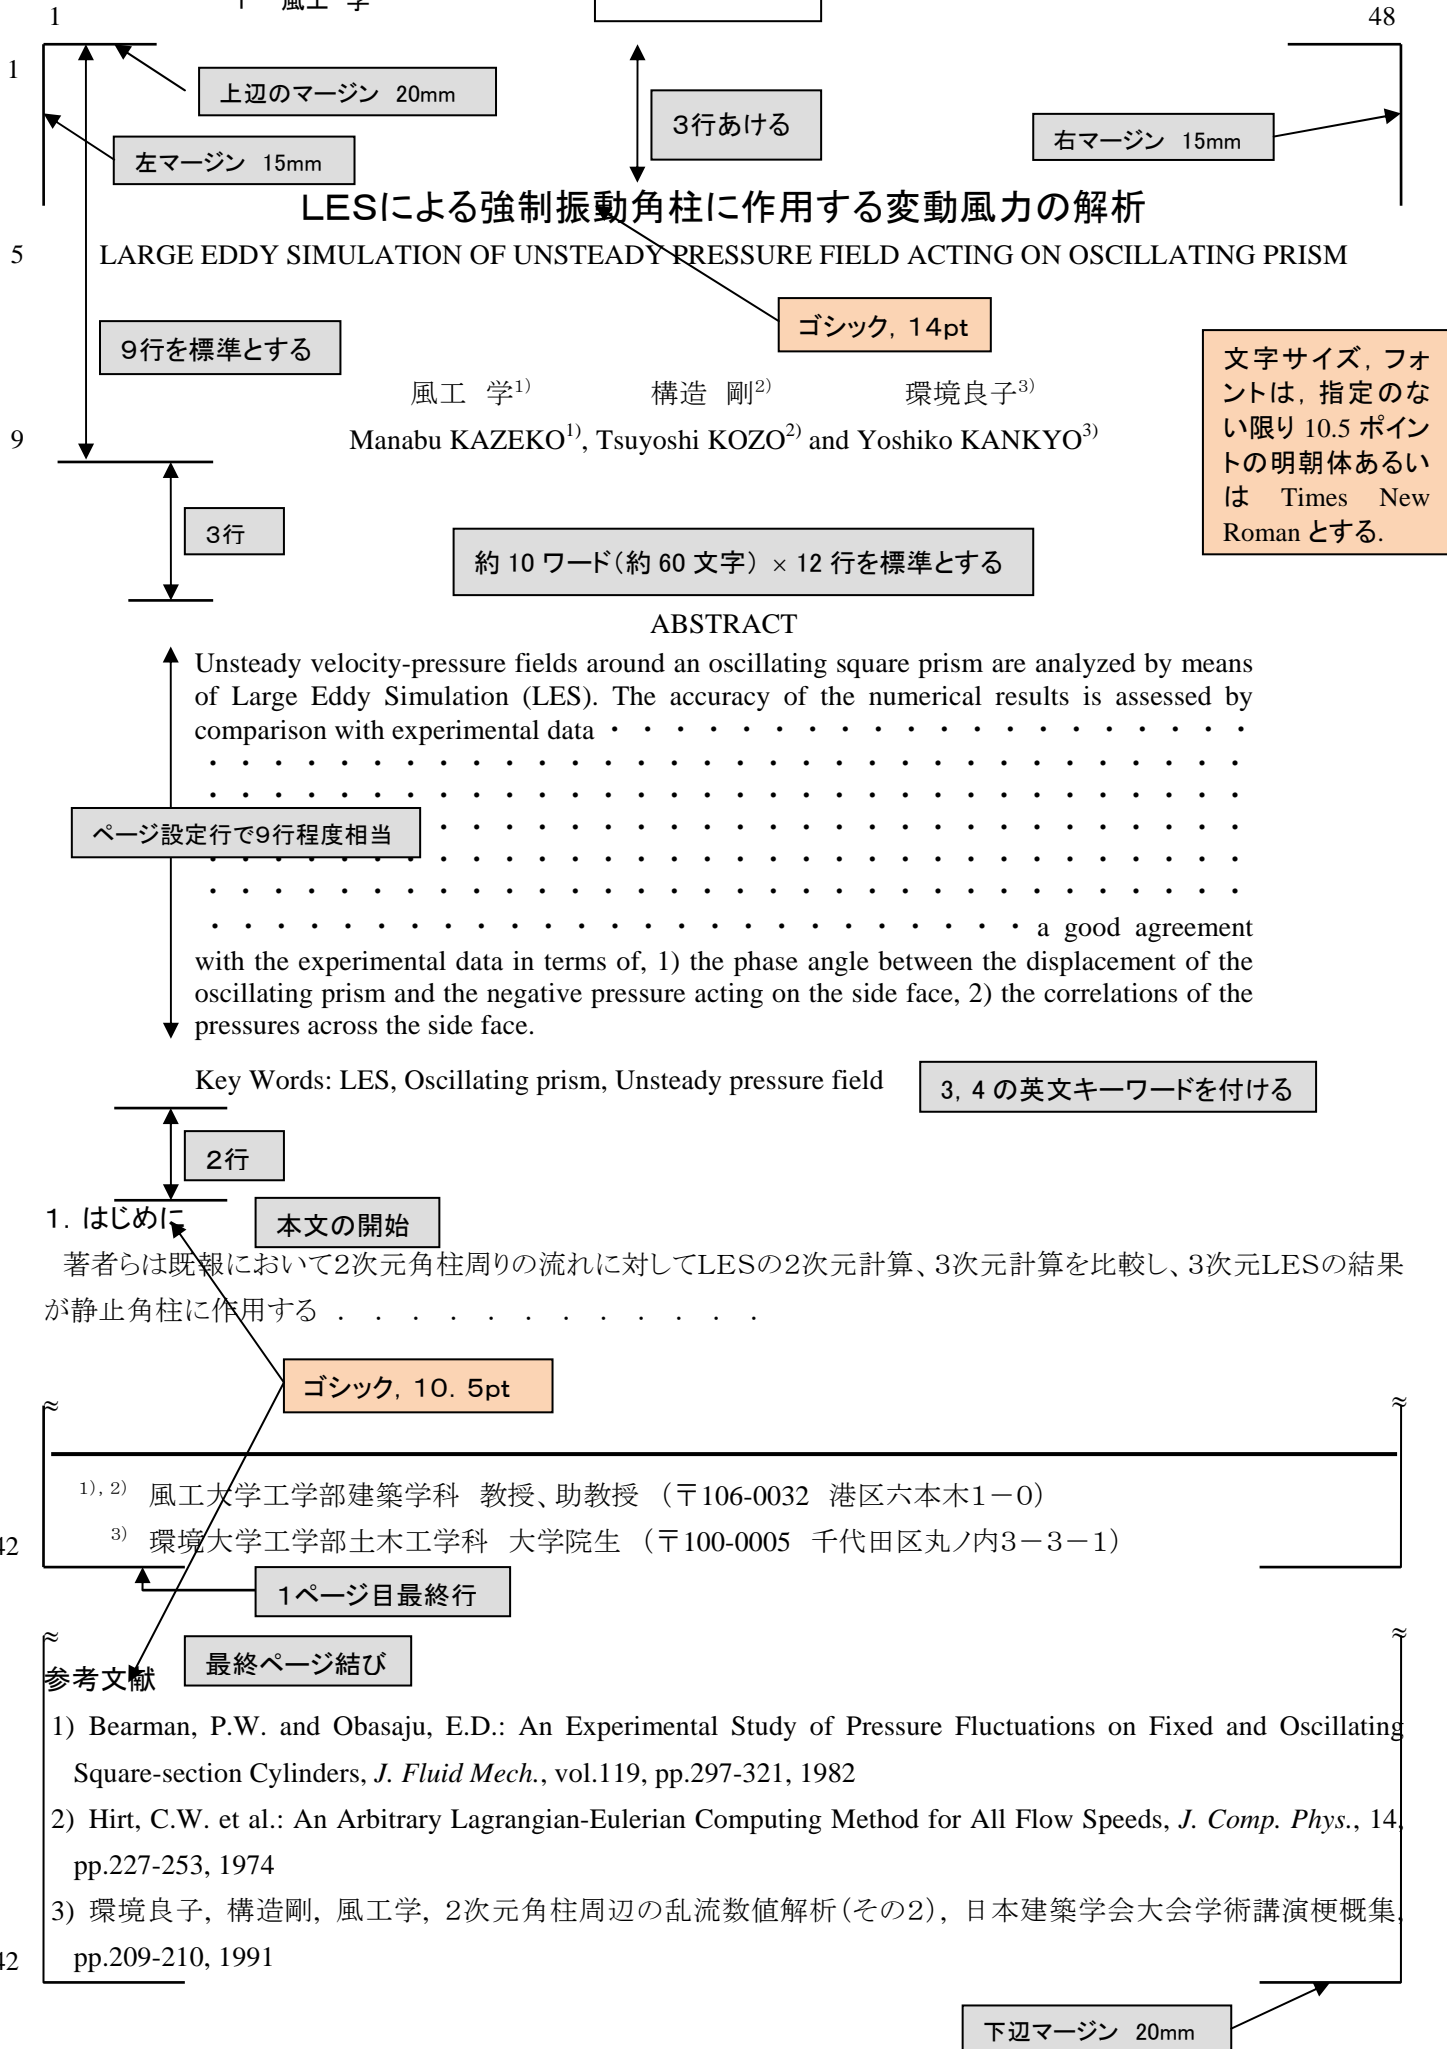 1 風工 学
1 48
1
上辺のマージン 20mm
3行あける
左マージン 15mm
右マージン 15mm
LESによる強制振動角柱に作用する変動風力の解析
5 LARGE EDDY SIMULATION OF UNSTEADY PRESSURE FIELD ACTING ON OSCILLATING PRISM
ゴシック, 14pt
9行を標準とする
文字サイズ, フォ
ントは, 指定のな
い限り 10.5 ポイン
トの明朝体あるい
は Times New
Roman とする.
風工 学1) 構造 剛2) 環境良子3)
9 Manabu KAZEKO1), Tsuyoshi KOZO2) and Yoshiko KANKYO3)
3行
約 10 ワード(約 60 文字) × 12 行を標準とする
ABSTRACT
Unsteady velocity-pressure fields around an oscillating square prism are analyzed by means
of Large Eddy Simulation (LES). The accuracy of the numerical results is assessed by
comparison with experimental data ・ ・ ・ ・ ・ ・ ・ ・ ・ ・ ・ ・ ・ ・ ・ ・ ・ ・ ・ ・
・ ・ ・ ・ ・ ・ ・ ・ ・ ・ ・ ・ ・ ・ ・ ・ ・ ・ ・ ・ ・ ・ ・ ・ ・ ・ ・ ・ ・ ・ ・ ・
・ ・ ・ ・ ・ ・ ・ ・ ・ ・ ・ ・ ・ ・ ・ ・ ・ ・ ・ ・ ・ ・ ・ ・ ・ ・ ・ ・ ・ ・ ・ ・
ページ設定行で9行程度相当 ・ ・ ・ ・ ・ ・ ・ ・ ・ ・ ・ ・ ・ ・ ・ ・ ・ ・ ・ ・ ・ ・ ・ ・ ・
・ ・ ・ ・ ・ ・ ・ ・ ・ ・ ・ ・ ・ ・ ・ ・ ・ ・ ・ ・ ・ ・ ・ ・ ・ ・ ・ ・ ・ ・ ・ ・
・ ・ ・ ・ ・ ・ ・ ・ ・ ・ ・ ・ ・ ・ ・ ・ ・ ・ ・ ・ ・ ・ ・ ・ ・ ・ ・ ・ ・ ・ ・ ・
・ ・ ・ ・ ・ ・ ・ ・ ・ ・ ・ ・ ・ ・ ・ ・ ・ ・ ・ ・ ・ ・ ・ ・ ・ a good agreement
with the experimental data in terms of, 1) the phase angle between the displacement of the
oscillating prism and the negative pressure acting on the side face, 2) the correlations of the
pressures across the side face.
Key Words: LES, Oscillating prism, Unsteady pressure field
3, 4 の英文キーワードを付ける
2行
1. はじめに
本文の開始
著者らは既報において2次元角柱周りの流れに対してLESの2次元計算、3次元計算を比較し、3次元LESの結果
が静止角柱に作用する . . . . . . . . . . . .
ゴシック, 10. 5pt
≈ ≈
1), 2) 風工大学工学部建築学科 教授、助教授 (〒106-0032 港区六本木1-0)
42 3) 環境大学工学部土木工学科 大学院生 (〒100-0005 千代田区丸ノ内3-3-1)
1ページ目最終行
≈ ≈
最終ページ結び
参考文献
1) Bearman, P.W. and Obasaju, E.D.: An Experimental Study of Pressure Fluctuations on Fixed and Oscillating
Square-section Cylinders, J. Fluid Mech., vol.119, pp.297-321, 1982
2) Hirt, C.W. et al.: An Arbitrary Lagrangian-Eulerian Computing Method for All Flow Speeds, J. Comp. Phys., 14,
pp.227-253, 1974
3) 環境良子, 構造剛, 風工学, 2次元角柱周辺の乱流数値解析(その2), 日本建築学会大会学術講演梗概集,
42 pp.209-210, 1991
下辺マージン 20mm